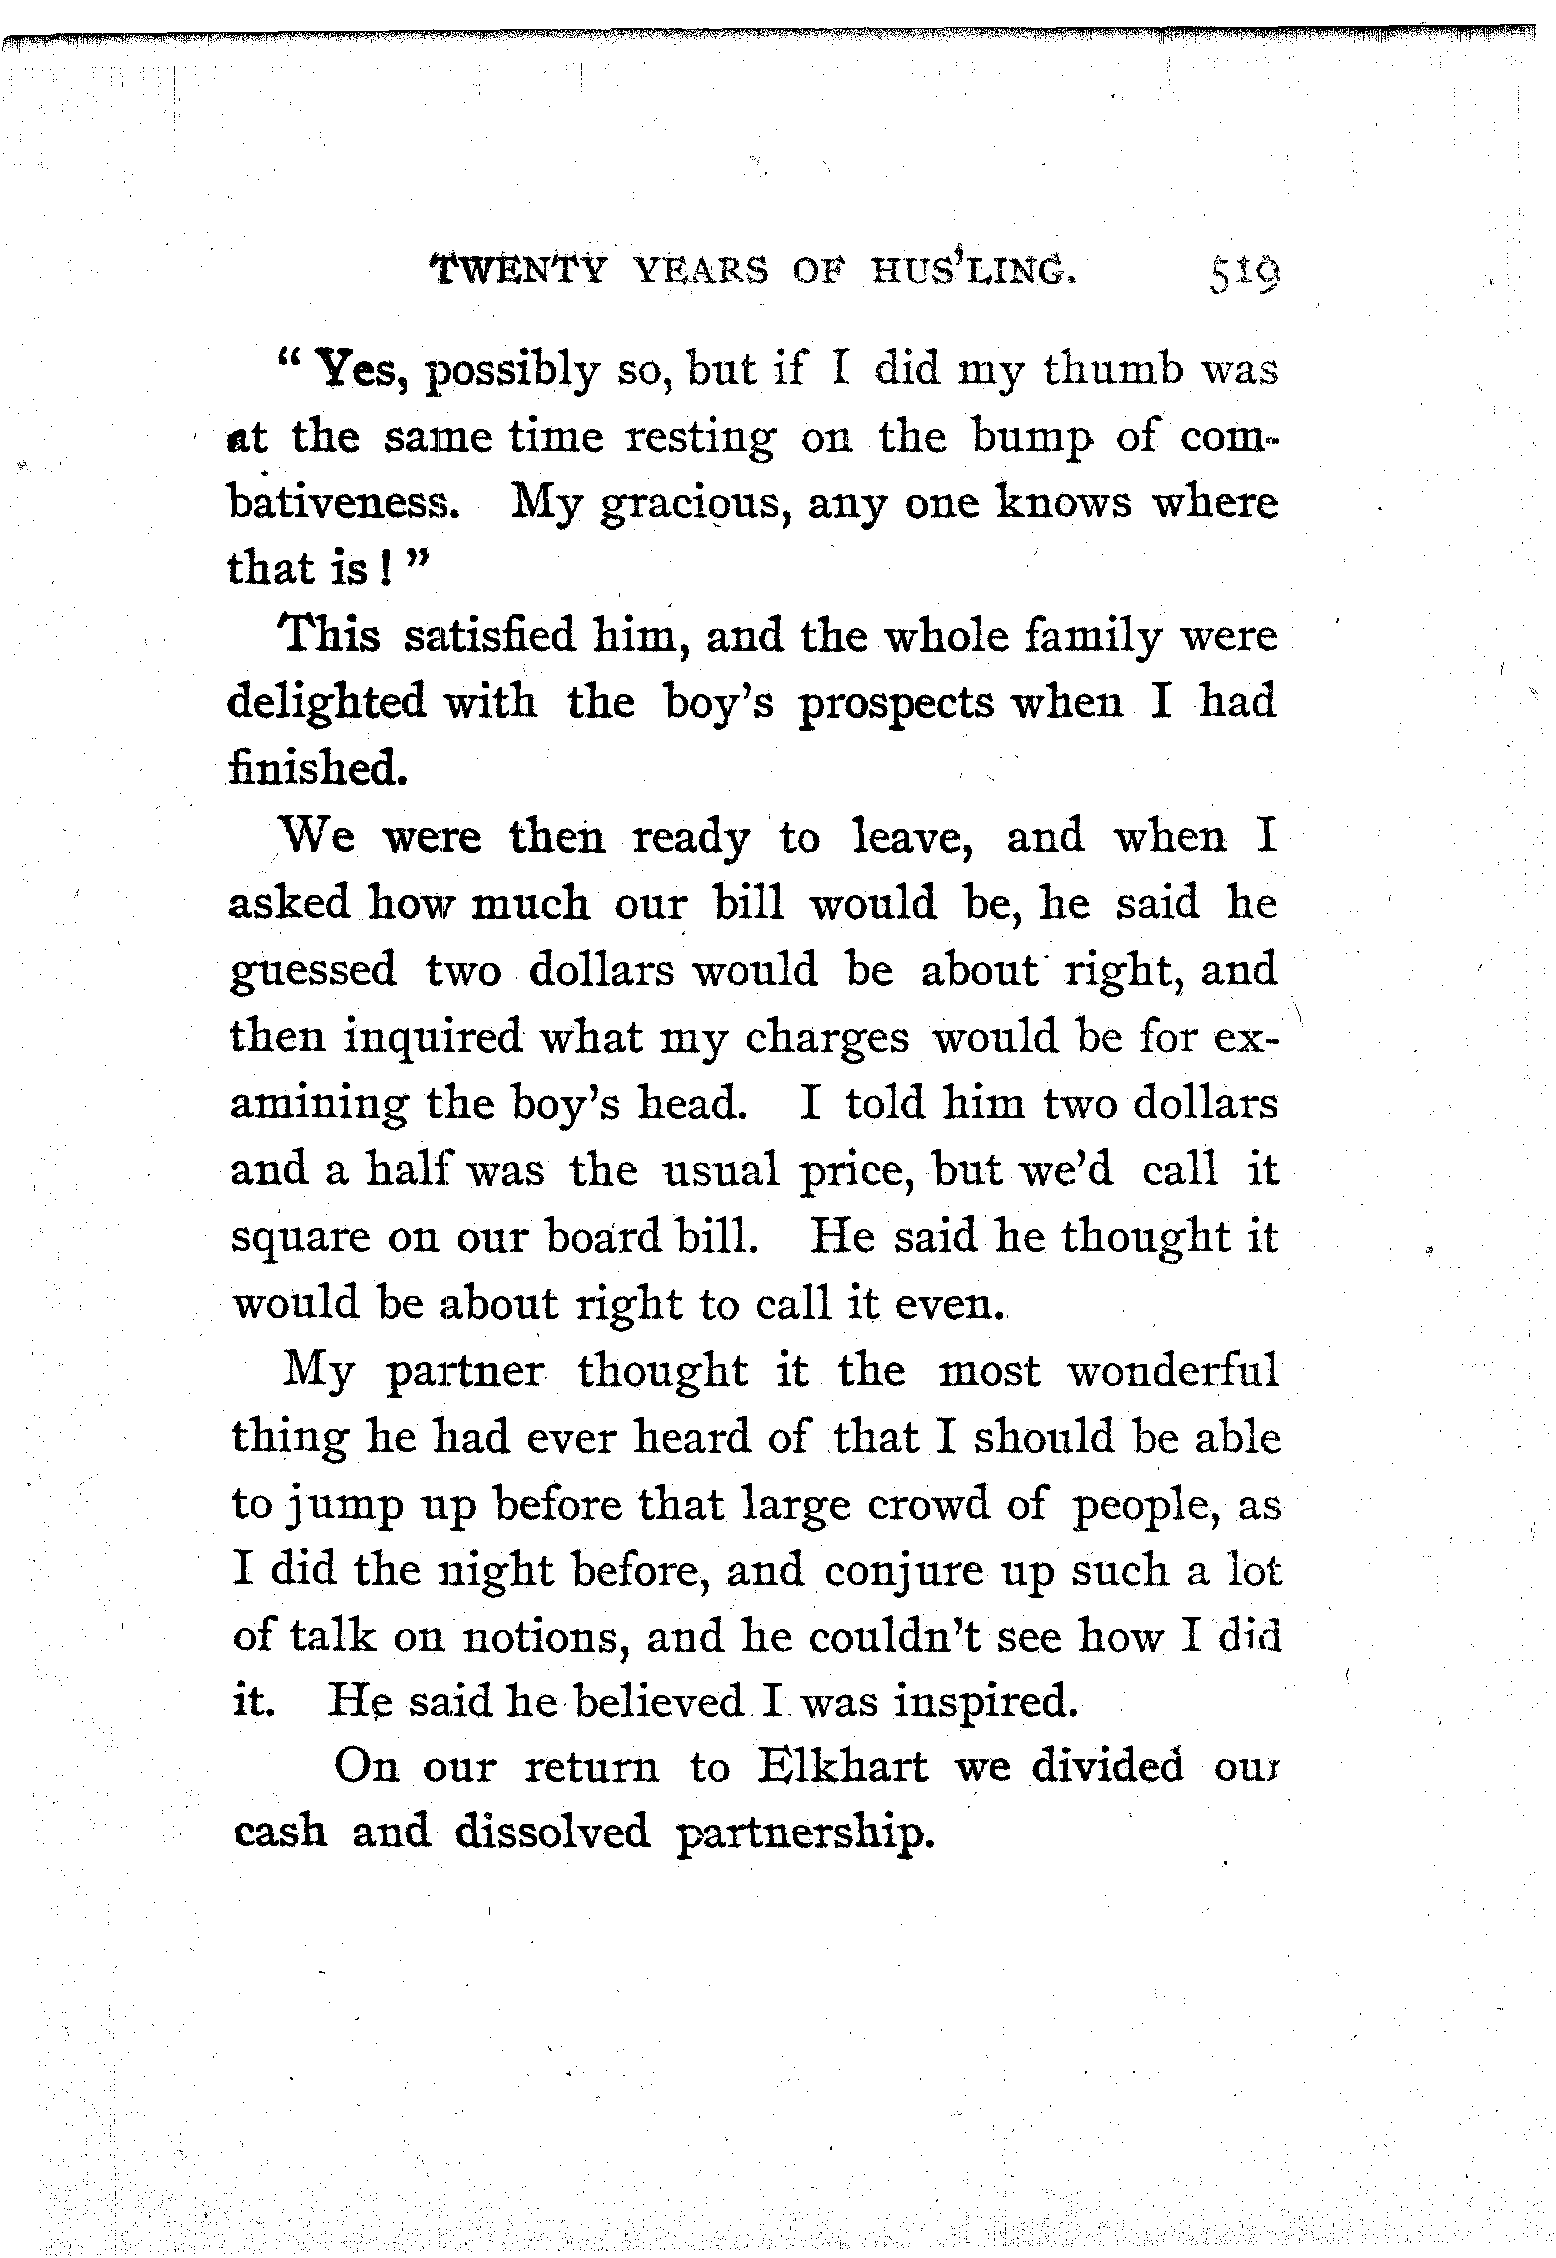 TWENTY YEARS OF HUS'LING. 519
" Yes, possibly so, but if I did my thumb was
at the same time resting on the bump of com-
bativeness. My gracious, any one knows where
that is ! "
This satisfied him, and the whole family were
delighted with the boy's prospects when I had
finished.
We were then ready to leave, and when I
asked how much our bill would be, he said he
guessed two dollars would be about right, and
then inquired what my charges would be for ex-
amining the boy's head. I told him two dollars
and a half was the usual price, but we'd call it
square on our board bill. He said he thought it
would be about right to call it even.
My partner thought it the most wonderful
thing he had ever heard of that I should be able
to jump up before that large crowd of people, as
I did the night before, and conjure up such a lot
of talk on notions, and he couldn't see how I did
it. He said he believed I was inspired.
On our return to Elkhart we divided our
cash and dissolved partnership.